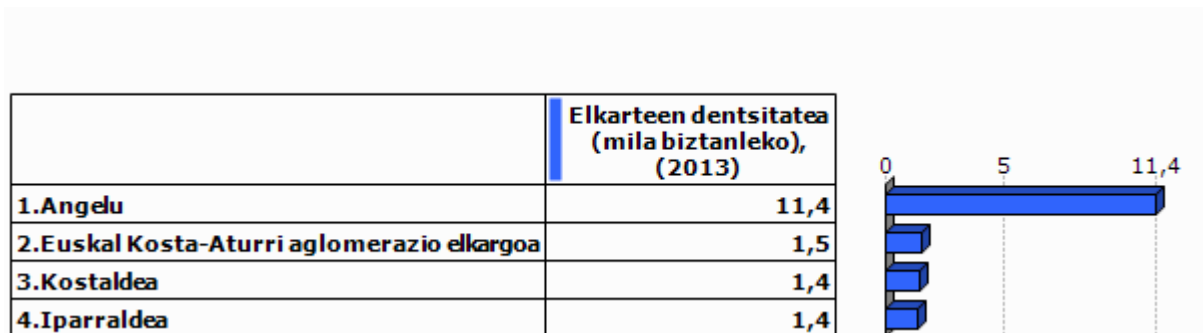 Elkarteen dentsitatea
(mila biztanleko),
(2013)
0 5 11,4
1.Angelu 11,4
2.Euskal Kosta-Aturri aglomerazio elkargoa 1,5
3.Kostaldea 1,4
4.Iparraldea 1,4